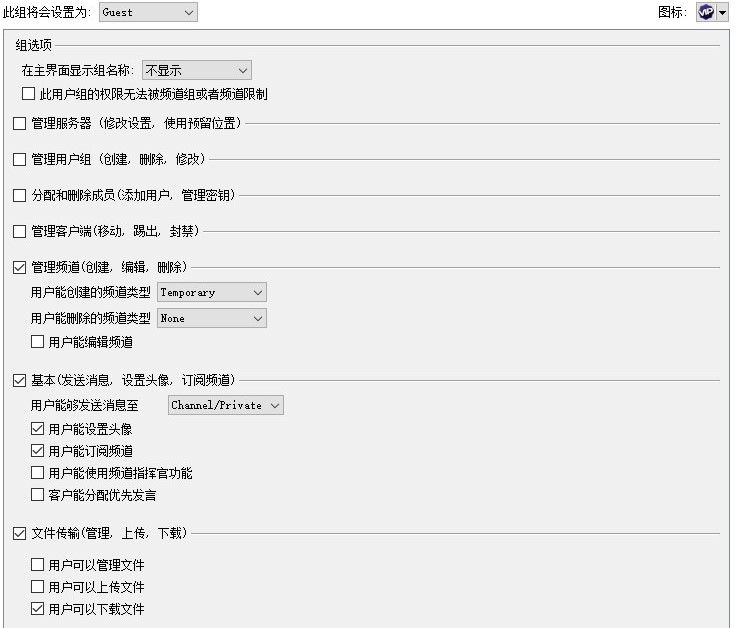 此组将会设置为: Guest 图标: VIP
组选项
在主界面显示组名称: 不显示
此用户组的权限无法被频道组或者频道限制
管理服务器 (修改设置, 使用预留位置)
管理用户组 (创建, 删除, 修改)
分配和删除成员(添加用户, 管理密钥)
管理客户端(移动, 踢出, 封禁)
管理频道(创建, 编辑, 删除)
用户能创建的频道类型 Temporary
用户能删除的频道类型 None
用户能编辑频道
基本(发送消息, 设置头像, 订阅频道)
用户能够发送消息至 Channel/Private
用户能设置头像
用户能订阅频道
用户能使用频道指挥官功能
客户能分配优先发言
文件传输(管理, 上传, 下载)
用户可以管理文件
用户可以上传文件
用户可以下载文件